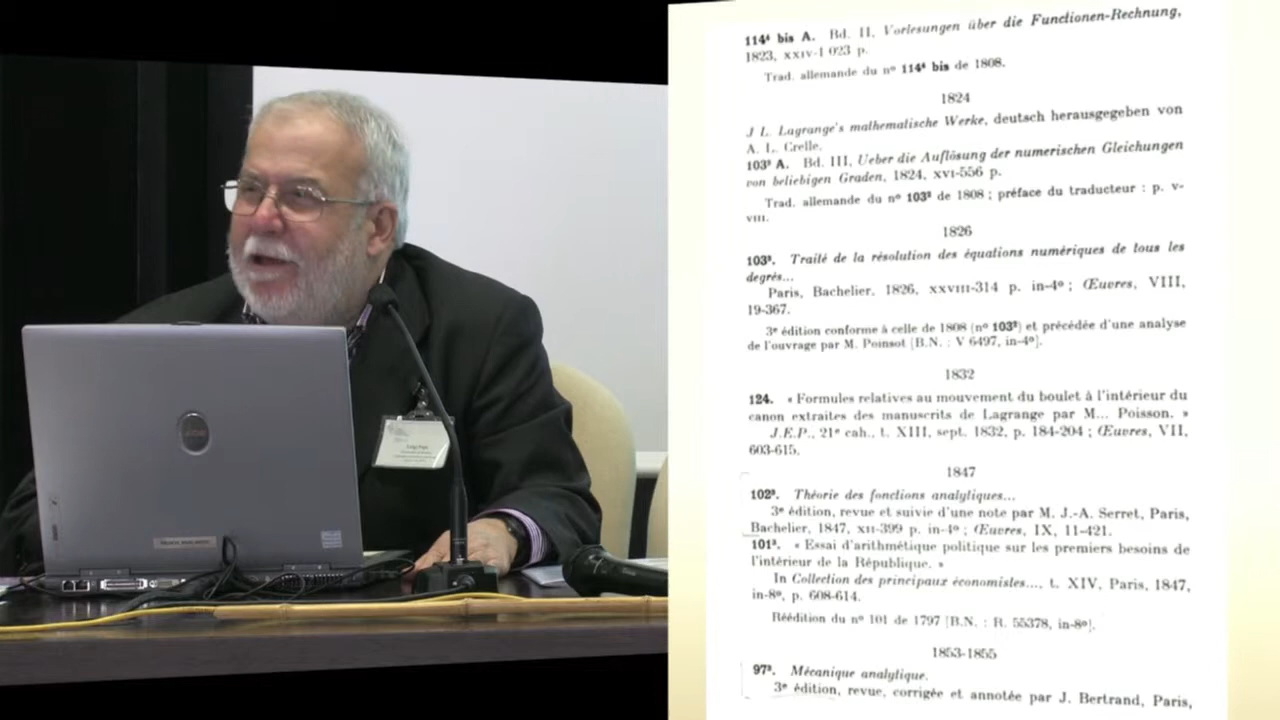 114⁴ bis A. Bd. II, Vorlesungen über die Functionen-Rechnung,
1823, XXIV-1 023 p.
Trad. allemande du nº 114⁴ bis de 1808.
1824
J L. Lagrange's mathematische Werke, deutsch herausgegeben von
A. L. Crelle.
103² A. Bd. III, Ueber die Auflösung der numerischen Gleichungen
von beliebigen Graden, 1824, XVI-556 p.
Trad. allemande du nº 103² de 1808 ; préface du traducteur : p. V-
VIII.
1826
103³. Traité de la résolution des équations numériques de tous les
degrés...
Paris, Bachelier, 1826, XXVIII-314 p. in-4º ; Œuvres, VIII,
19-367.
3e édition conforme à celle de 1808 (nº 103²) et précédée d'une analyse
de l'ouvrage par M. Poinsot [B.N. : V 6497, in-4º].
1832
124. « Formules relatives au mouvement du boulet à l'intérieur du
canon extraites des manuscrits de Lagrange par M... Poisson. »
J.E.P., 21e cah., t. XIII, sept. 1832, p. 184-204 ; Œuvres, VII,
603-615.
1847
102³. Théorie des fonctions analytiques...
3e édition, revue et suivie d'une note par M. J.-A. Serret, Paris,
Bachelier, 1847, XII-399 p. in-4º ; Œuvres, IX, 11-421.
101³. « Essai d'arithmétique politique sur les premiers besoins de
l'intérieur de la République. »
In Collection des principaux économistes..., t. XIV, Paris, 1847,
in-8º, p. 608-614.
Réédition du nº 101 de 1797 [B.N. : R. 55378, in-8º].
1853-1855
97³. Mécanique analytique.
3e édition, revue, corrigée et annotée par J. Bertrand, Paris,